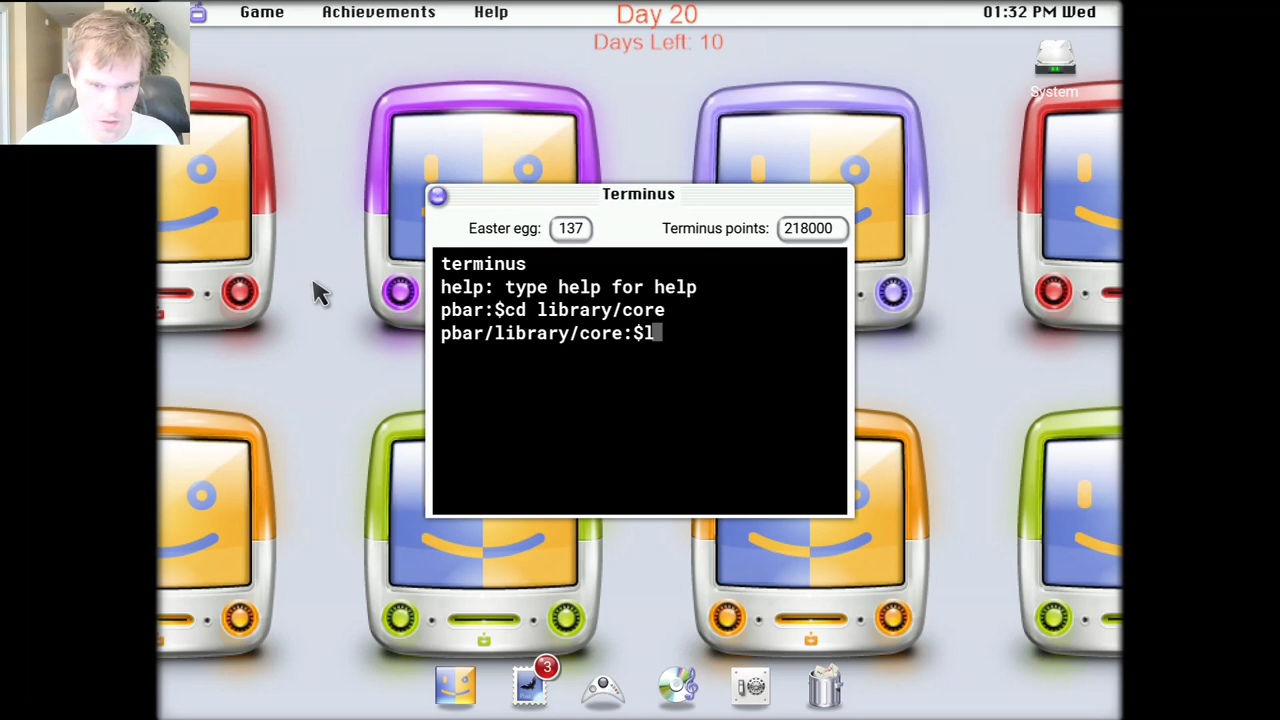 Game Achievements Help Day 20 01:32 PM Wed
Days Left: 10
System
Terminus
Easter egg: 137 Terminus points: 218000
terminus
help: type help for help
pbar:$cd library/core
pbar/library/core:$l
3